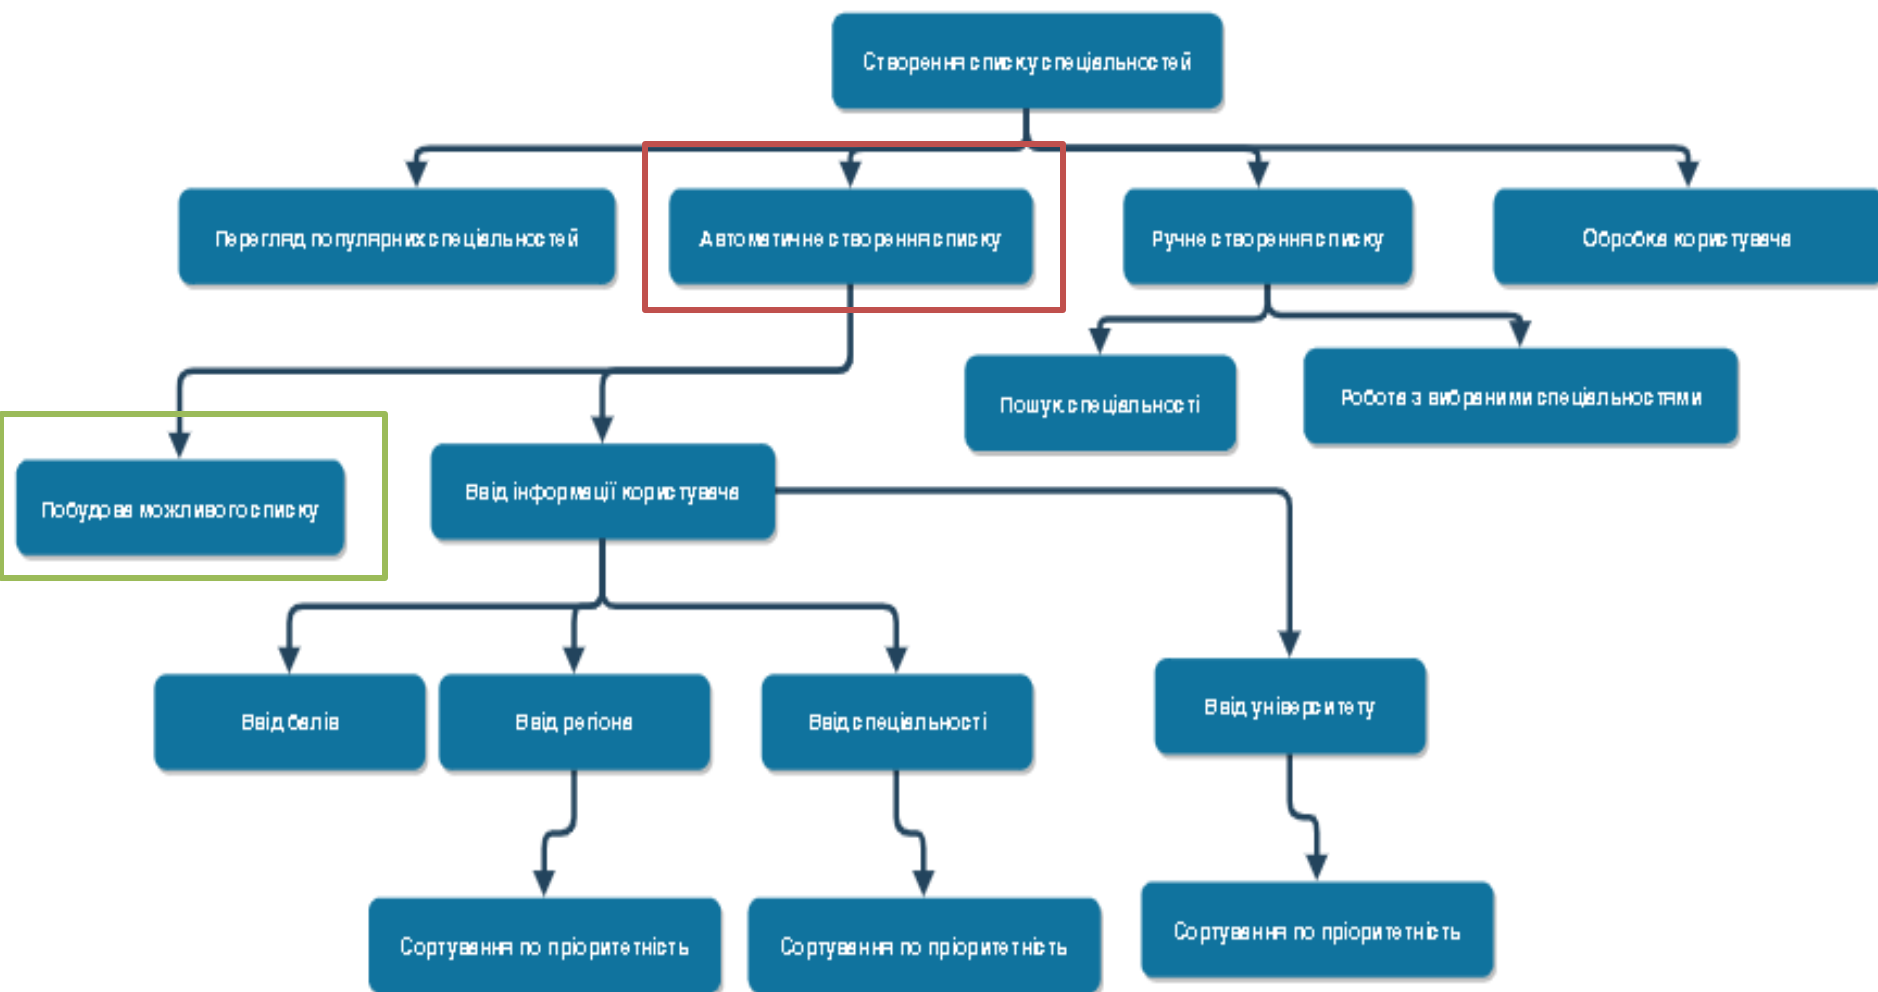 Створення списку спеціальностей
Перегляд популярних спеціальностей
Автоматичне створення списку
Ручне створення списку
Обробка користувача
Пошук спеціальності
Робота з вибраними спеціальностями
Побудова можливого списку
Ввід інформації користувача
Ввід балів
Ввід регіона
Ввід спеціальності
Ввід університету
Сортування по пріоритетність
Сортування по пріоритетність
Сортування по пріоритетність